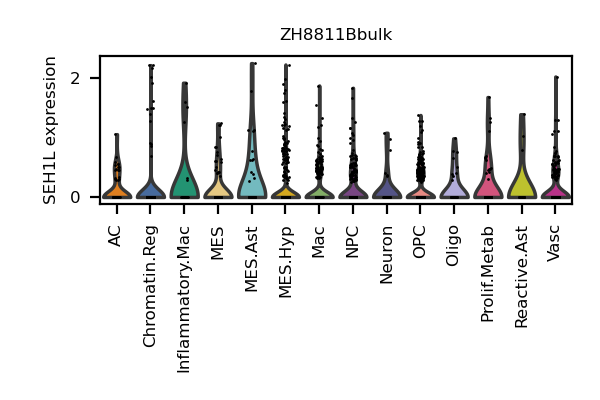 ZH8811Bbulk
SEH1L expression
2
0
AC
Chromatin.Reg
Inflammatory.Mac
MES
MES.Ast
MES.Hyp
Mac
NPC
Neuron
OPC
Oligo
Prolif.Metab
Reactive.Ast
Vasc